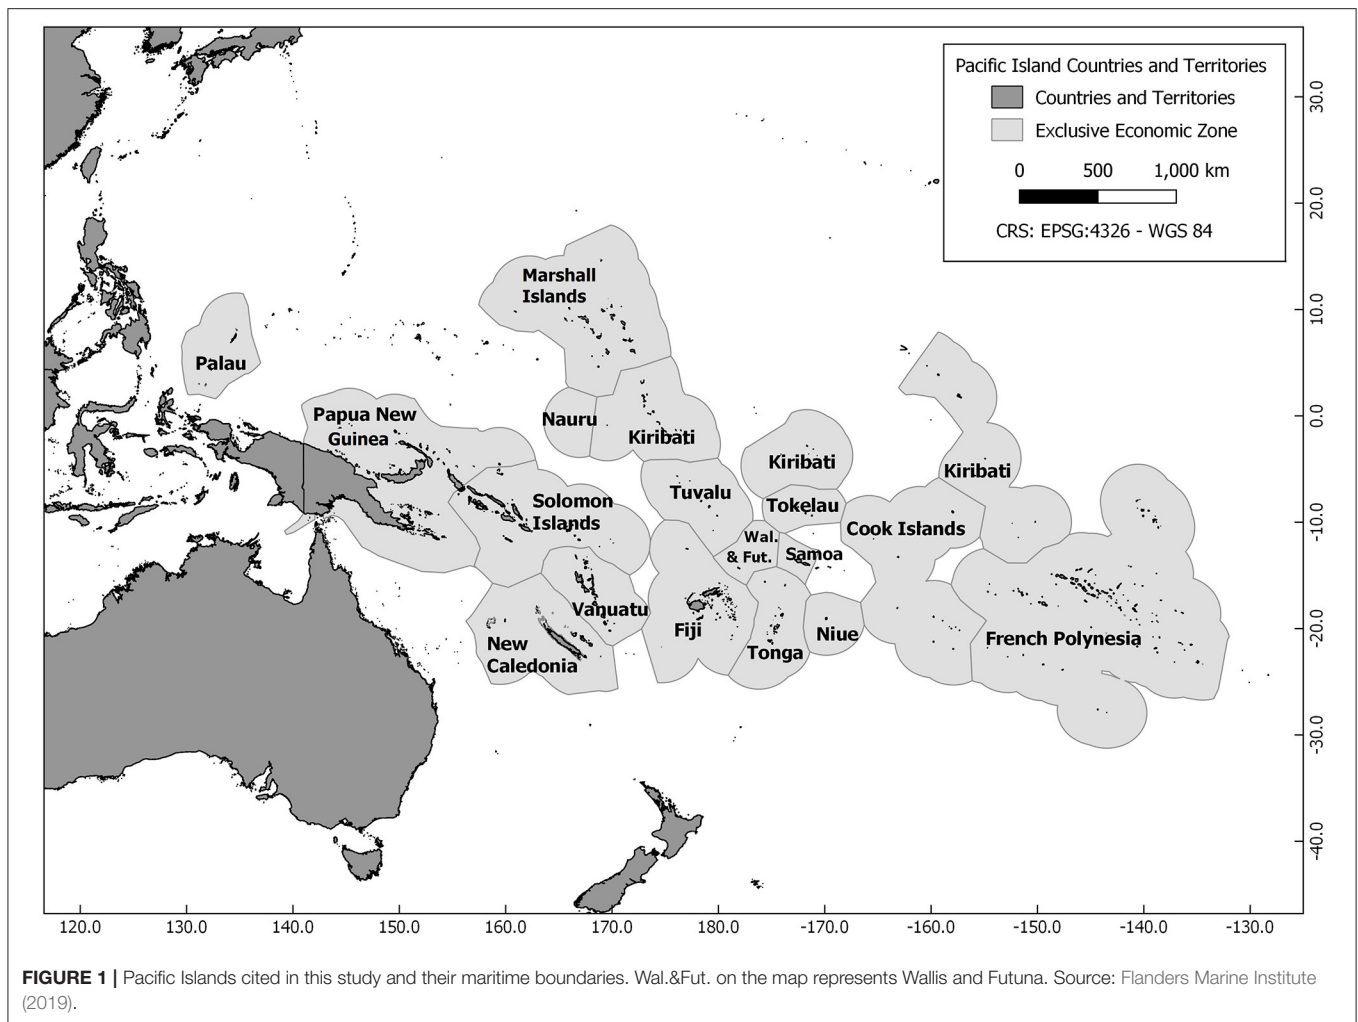 Pacific Island Countries and Territories
Countries and Territories
Exclusive Economic Zone
0 500 1,000 km
CRS: EPSG:4326 - WGS 84
Marshall
Islands
Palau
Papua New
Guinea
Nauru
Kiribati
Kiribati
Kiribati
Tuvalu
Tokelau
Solomon
Islands
Cook Islands
Wal.
& Fut.
Samoa
Vanuatu
Fiji
Niue
New
Caledonia
Tonga
French Polynesia
30.0
20.0
10.0
0.0
-10.0
-20.0
-30.0
-40.0
120.0 130.0 140.0 150.0 160.0 170.0 180.0 -170.0 -160.0 -150.0 -140.0 -130.0
FIGURE 1 | Pacific Islands cited in this study and their maritime boundaries. Wal.&Fut. on the map represents Wallis and Futuna. Source: Flanders Marine Institute
(2019).